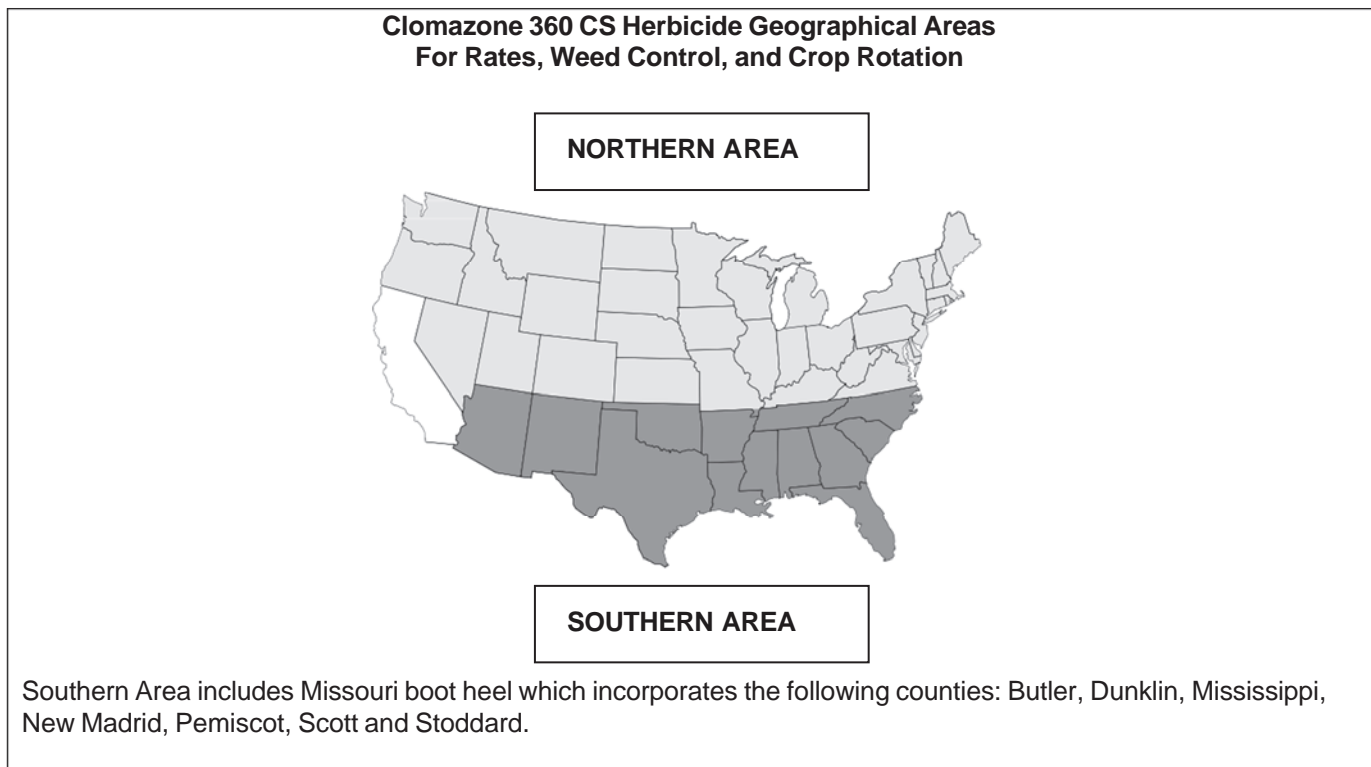 Clomazone 360 CS Herbicide Geographical Areas
For Rates, Weed Control, and Crop Rotation
NORTHERN AREA
SOUTHERN AREA
Southern Area includes Missouri boot heel which incorporates the following counties: Butler, Dunklin, Mississippi,
New Madrid, Pemiscot, Scott and Stoddard.